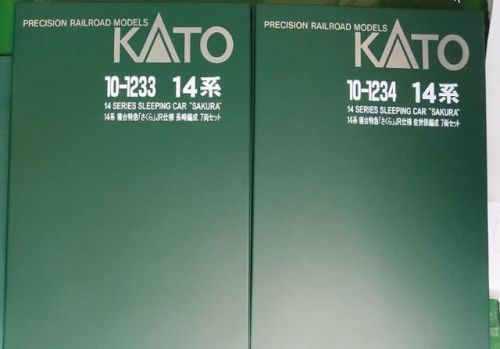 PRECISION RAILROAD MODELS
KATO
10-1233 14系
14 SERIES SLEEPING CAR "SAKURA"
14系 寝台特急「さくら」JR仕様 長崎編成 7両セット
PRECISION RAILROAD MODELS
KATO
10-1234 14系
14 SERIES SLEEPING CAR "SAKURA"
14系 寝台特急「さくら」JR仕様 佐世保編成 7両セット